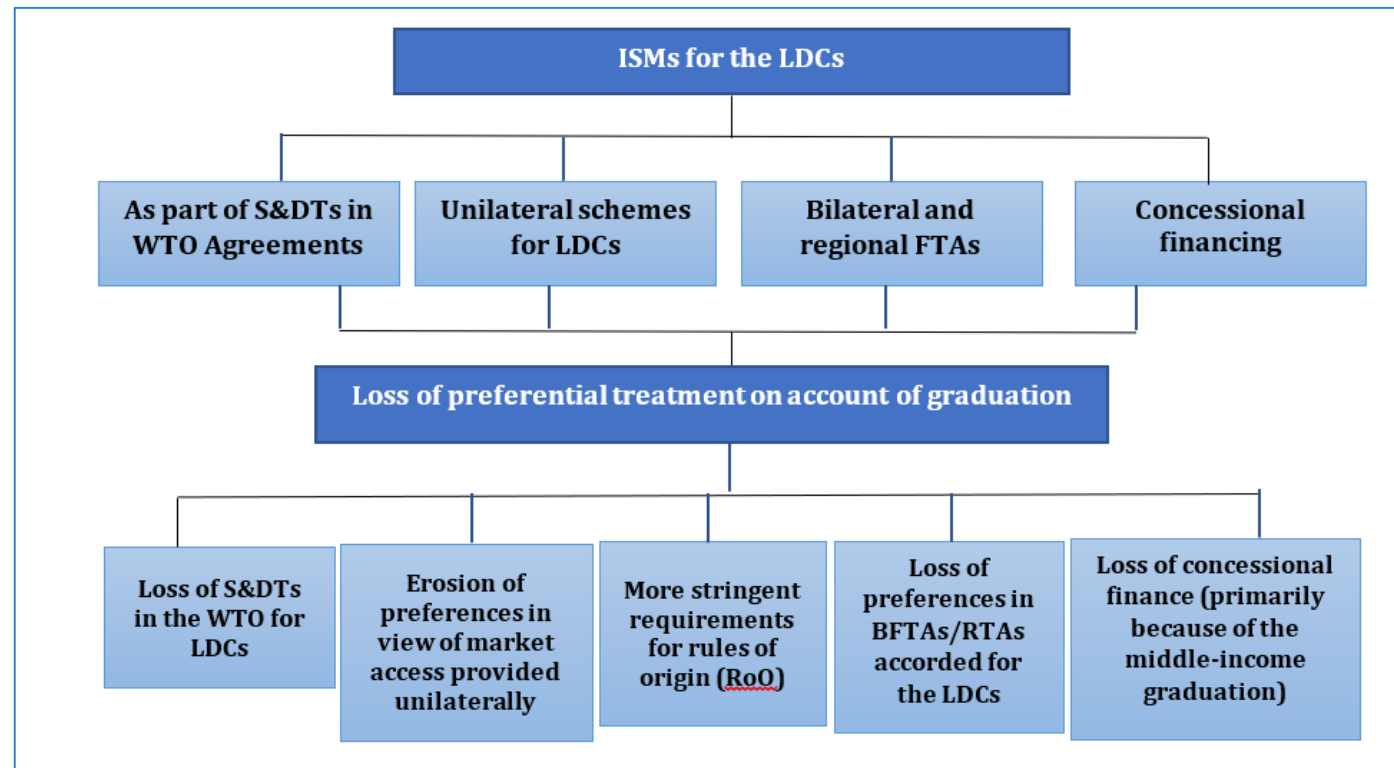 ISMs for the LDCs
As part of S&DTs in
WTO Agreements
Unilateral schemes
for LDCs
Bilateral and
regional FTAs
Concessional
financing
Loss of preferential treatment on account of graduation
Loss of S&DTs
in the WTO for
LDCs
Erosion of
preferences in
view of market
access provided
unilaterally
More stringent
requirements
for rules of
origin (RoO)
Loss of
preferences in
BFTAs/RTAs
accorded for
the LDCs
Loss of concessional
finance (primarily
because of the
middle-income
graduation)